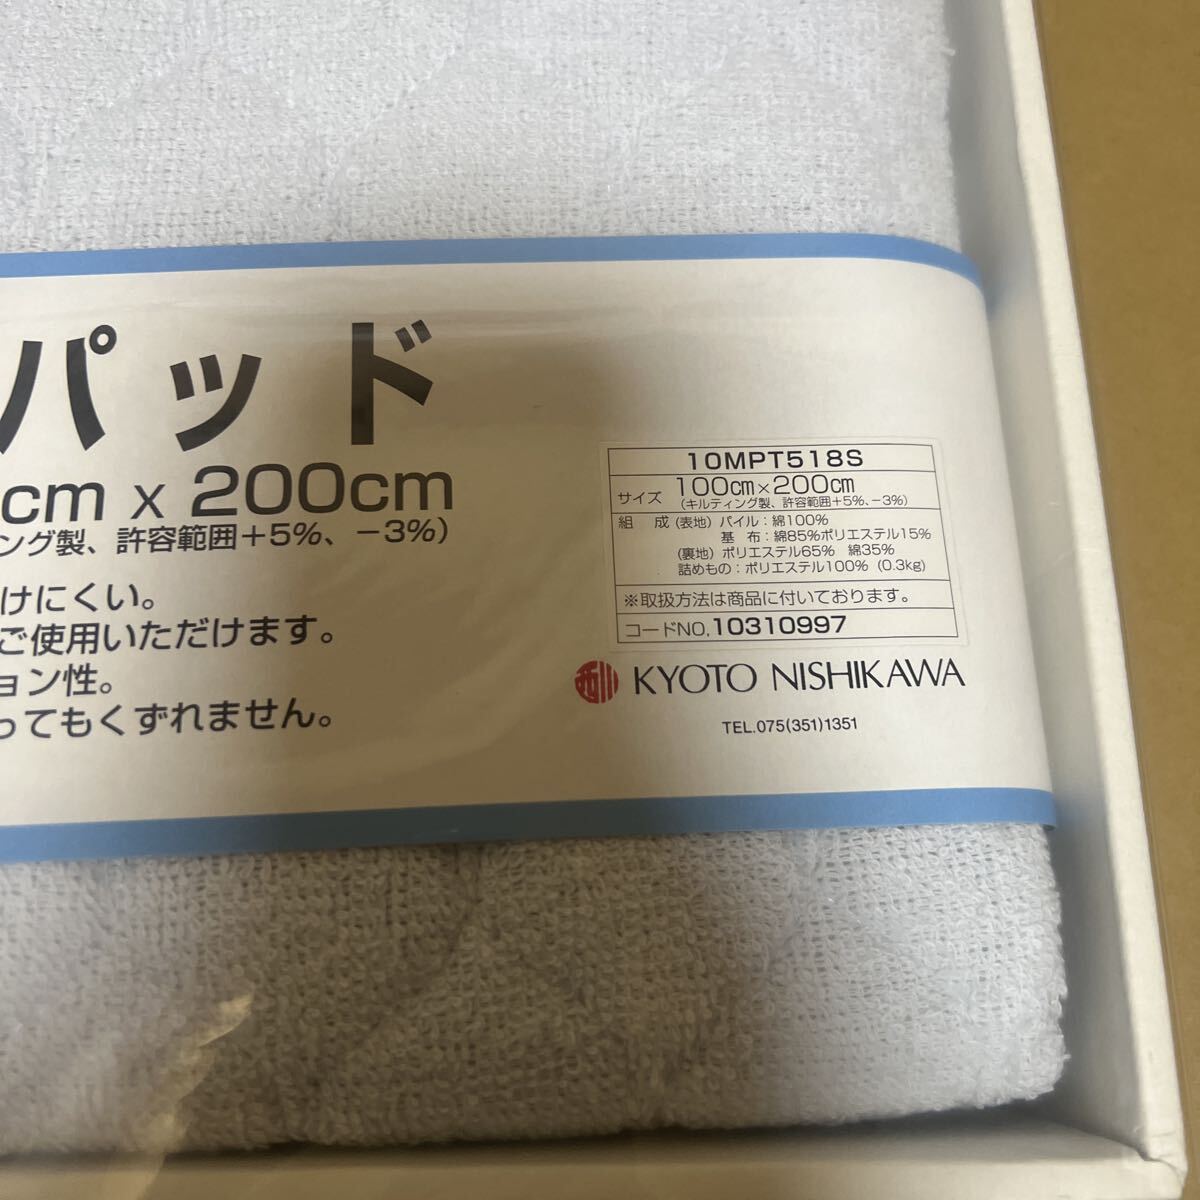 パッド
cm x 200cm
ング製、許容範囲+5%、−3%)
けにくい。
ご使用いただけます。
ョン性。
ってもくずれません。
10MPT518S
サイズ 100cm×200cm
(キルティング製、許容範囲+5%、−3%)
組 成 (表地) パイル:綿100%
基 布:綿85%ポリエステル15%
(裏地) ポリエステル65% 綿35%
詰めもの:ポリエステル100% (0.3kg)
※取扱方法は商品に付いております。
コードNO. 10310997
西川 KYOTO NISHIKAWA
TEL.075(351)1351